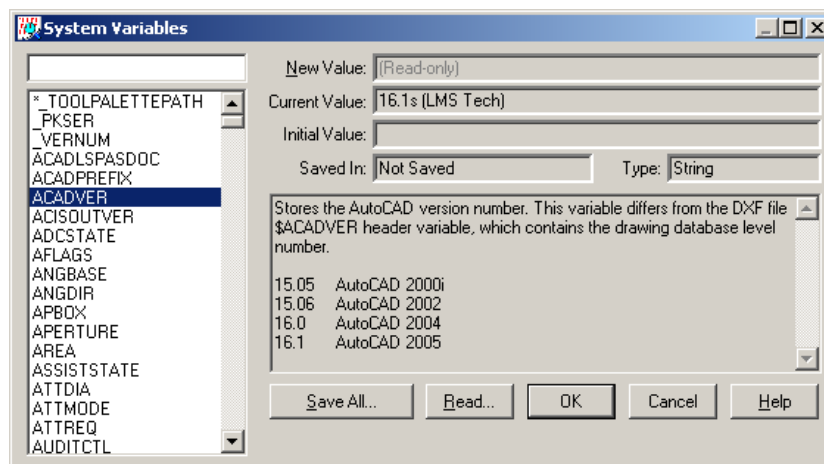 System Variables
*_TOOLPALETTEPATH
_PKSER
_VERNUM
ACADLSPASDOC
ACADPREFIX
ACADVER
ACISOUTVER
ADCSTATE
AFLAGS
ANGBASE
ANGDIR
APBOX
APERTURE
AREA
ASSISTSTATE
ATTDIA
ATTMODE
ATTREQ
AUDITCTL
New Value: (Read-only)
Current Value: 16.1s (LMS Tech)
Initial Value:
Saved In: Not Saved Type: String
Stores the AutoCAD version number. This variable differs from the DXF file
$ACADVER header variable, which contains the drawing database level
number.
15.05 AutoCAD 2000i
15.06 AutoCAD 2002
16.0 AutoCAD 2004
16.1 AutoCAD 2005
Save All... Read... OK Cancel Help